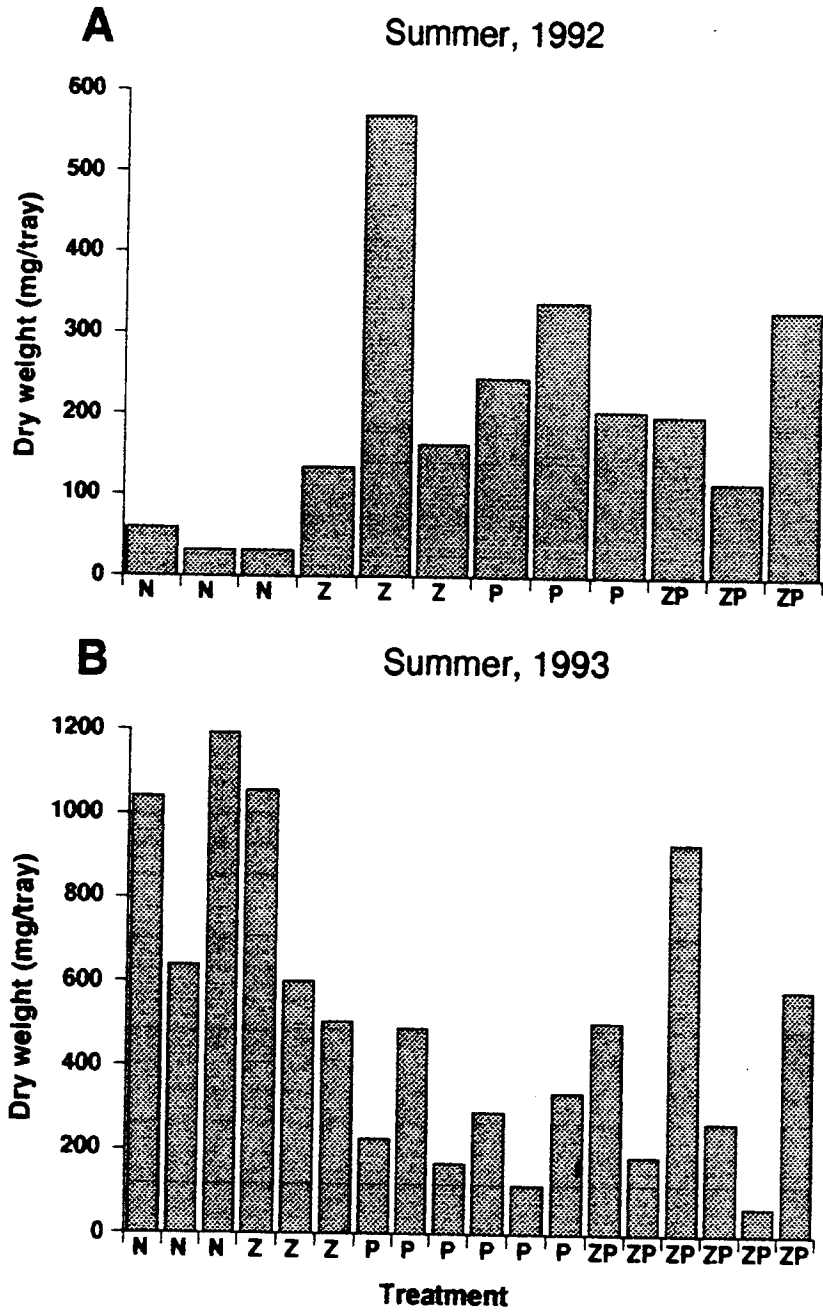 A
Summer, 1992
Dry weight (mg/tray)
600
500
400
300
200
100
0
N N N Z Z Z P P P ZP ZP ZP
B
Summer, 1993
Dry weight (mg/tray)
1200
1000
800
600
400
200
0
N N N Z Z Z P P P P P P ZP ZP ZP ZP ZP ZP
Treatment